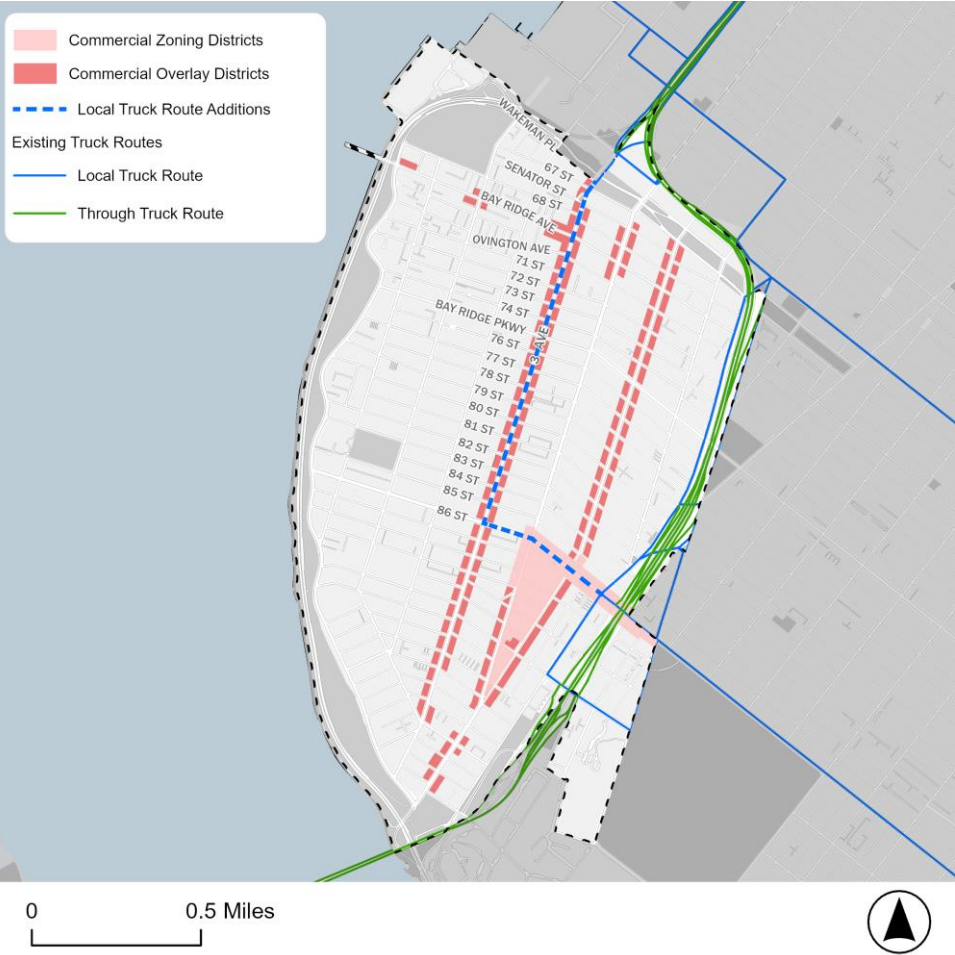 Commercial Zoning Districts
Commercial Overlay Districts
Local Truck Route Additions
Existing Truck Routes
Local Truck Route
Through Truck Route
WAKEMAN PL
67 ST
SENATOR ST
68 ST
BAY RIDGE AVE
OVINGTON AVE
71 ST
72 ST
73 ST
74 ST
BAY RIDGE PKWY
76 ST
3 AVE
77 ST
78 ST
79 ST
80 ST
81 ST
82 ST
83 ST
84 ST
85 ST
86 ST
0
0.5 Miles